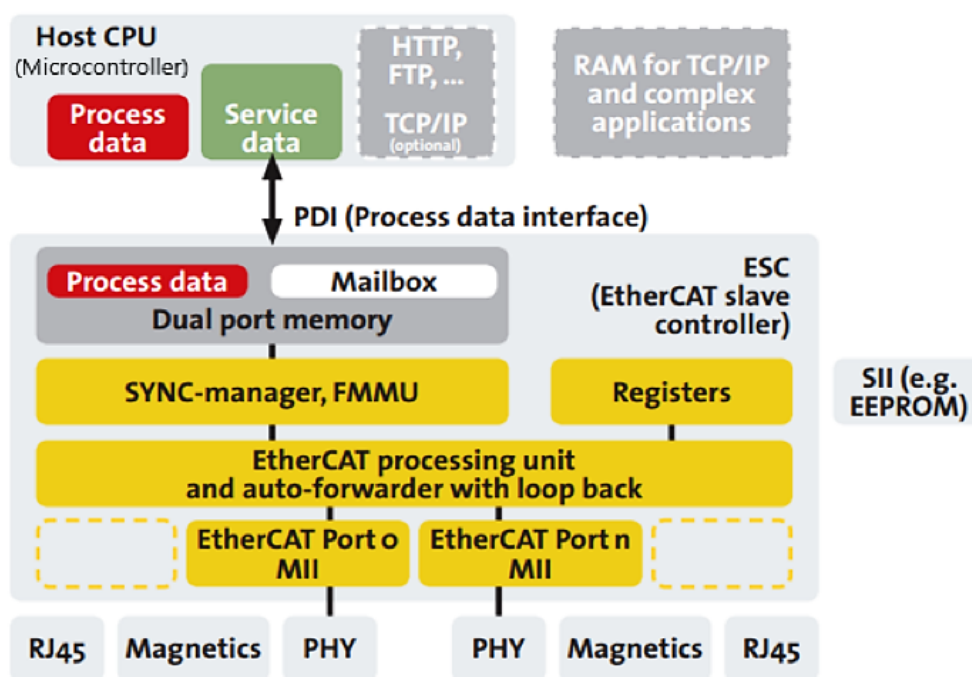 Host CPU
(Microcontroller)
Process
data
Service
data
HTTP,
FTP, ...
TCP/IP
(optional)
RAM for TCP/IP
and complex
applications
PDI (Process data interface)
Process data
Mailbox
Dual port memory
ESC
(EtherCAT slave
controller)
SYNC-manager, FMMU
Registers
SII (e.g.
EEPROM)
EtherCAT processing unit
and auto-forwarder with loop back
EtherCAT Port 0
MII
EtherCAT Port n
MII
RJ45
Magnetics
PHY
PHY
Magnetics
RJ45